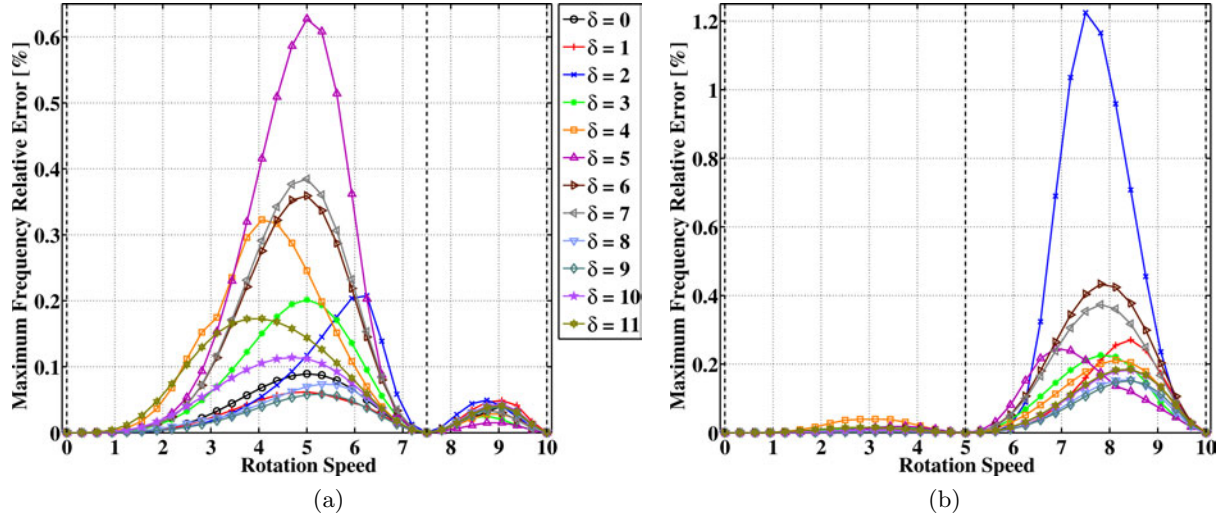 0.6
0.5
0.4
0.3
0.2
0.1
0
Maximum Frequency Relative Error [%]
0 1 2 3 4 5 6 7 8 9 10
Rotation Speed
(a)
δ = 0
δ = 1
δ = 2
δ = 3
δ = 4
δ = 5
δ = 6
δ = 7
δ = 8
δ = 9
δ = 10
δ = 11
1.2
1
0.8
0.6
0.4
0.2
0
Maximum Frequency Relative Error [%]
0 1 2 3 4 5 6 7 8 9 10
Rotation Speed
(b)